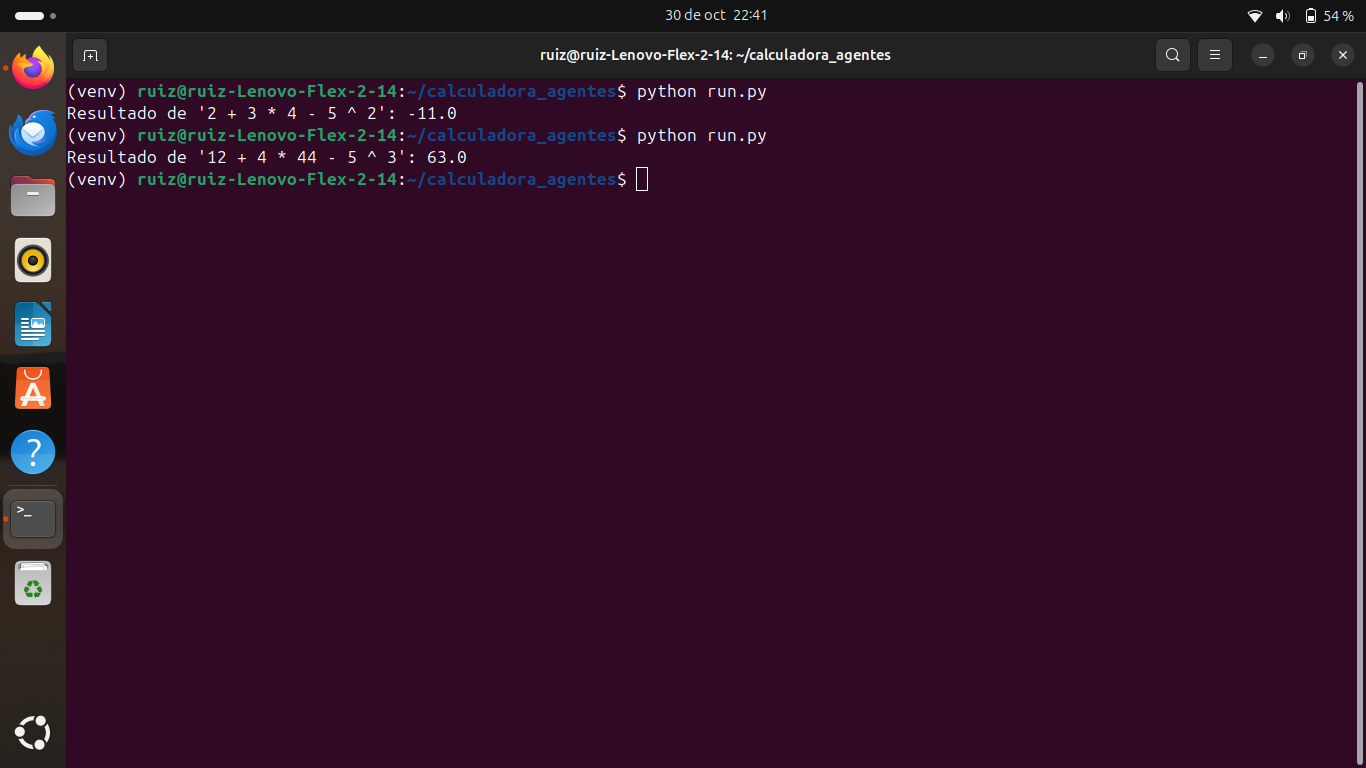 30 de oct 22:41
54 %
ruiz@ruiz-Lenovo-Flex-2-14: ~/calculadora_agentes
(venv) ruiz@ruiz-Lenovo-Flex-2-14:~/calculadora_agentes$ python run.py
Resultado de '2 + 3 * 4 - 5 ^ 2': -11.0
(venv) ruiz@ruiz-Lenovo-Flex-2-14:~/calculadora_agentes$ python run.py
Resultado de '12 + 4 * 44 - 5 ^ 3': 63.0
(venv) ruiz@ruiz-Lenovo-Flex-2-14:~/calculadora_agentes$